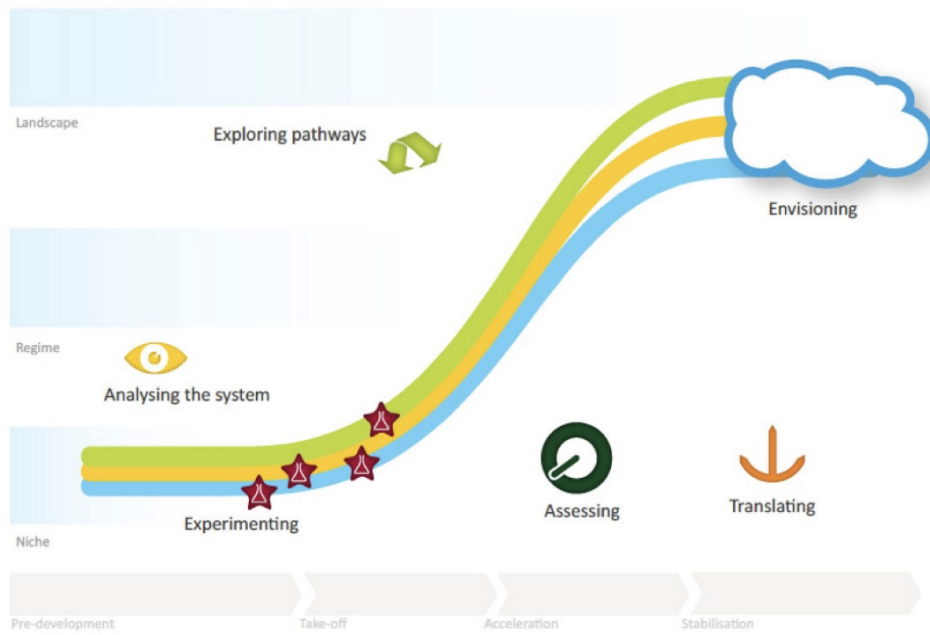 Landscape
Exploring pathways
Envisioning
Regime
Analysing the system
Experimenting
Assessing
Translating
Niche
Pre-development
Take-off
Acceleration
Stabilisation